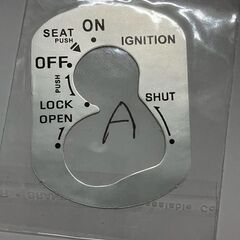 ON
SEAT
PUSH
IGNITION
OFF
PUSH
LOCK
SHUT
OPEN
A